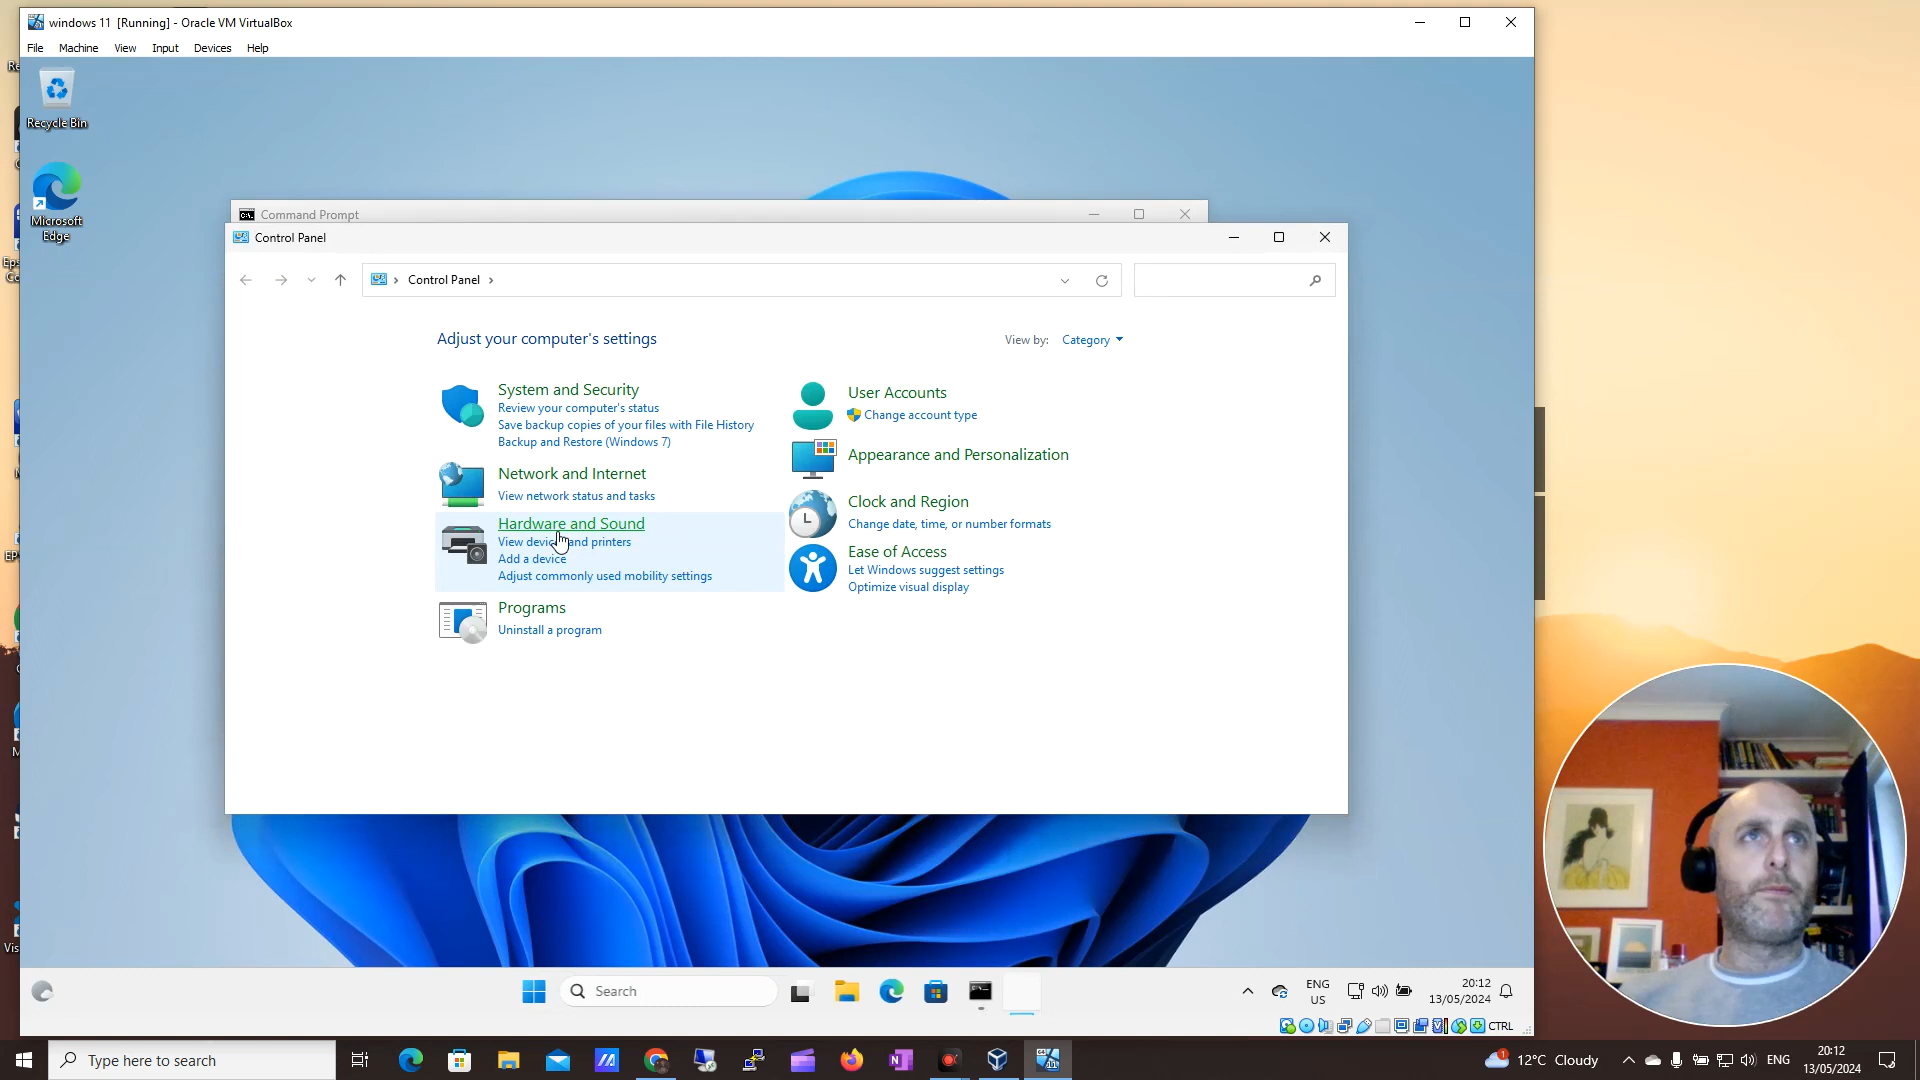 windows 11 [Running] - Oracle VM VirtualBox
File Machine View Input Devices Help
Recycle Bin
Microsoft
Edge
Command Prompt
Control Panel
Control Panel
Adjust your computer's settings
View by: Category
System and Security
Review your computer's status
Save backup copies of your files with File History
Backup and Restore (Windows 7)
Network and Internet
View network status and tasks
Hardware and Sound
View devices and printers
Add a device
Adjust commonly used mobility settings
Programs
Uninstall a program
User Accounts
Change account type
Appearance and Personalization
Clock and Region
Change date, time, or number formats
Ease of Access
Let Windows suggest settings
Optimize visual display
Search
ENG
US
20:12
13/05/2024
CTRL
Type here to search
12°C Cloudy
ENG
20:12
13/05/2024